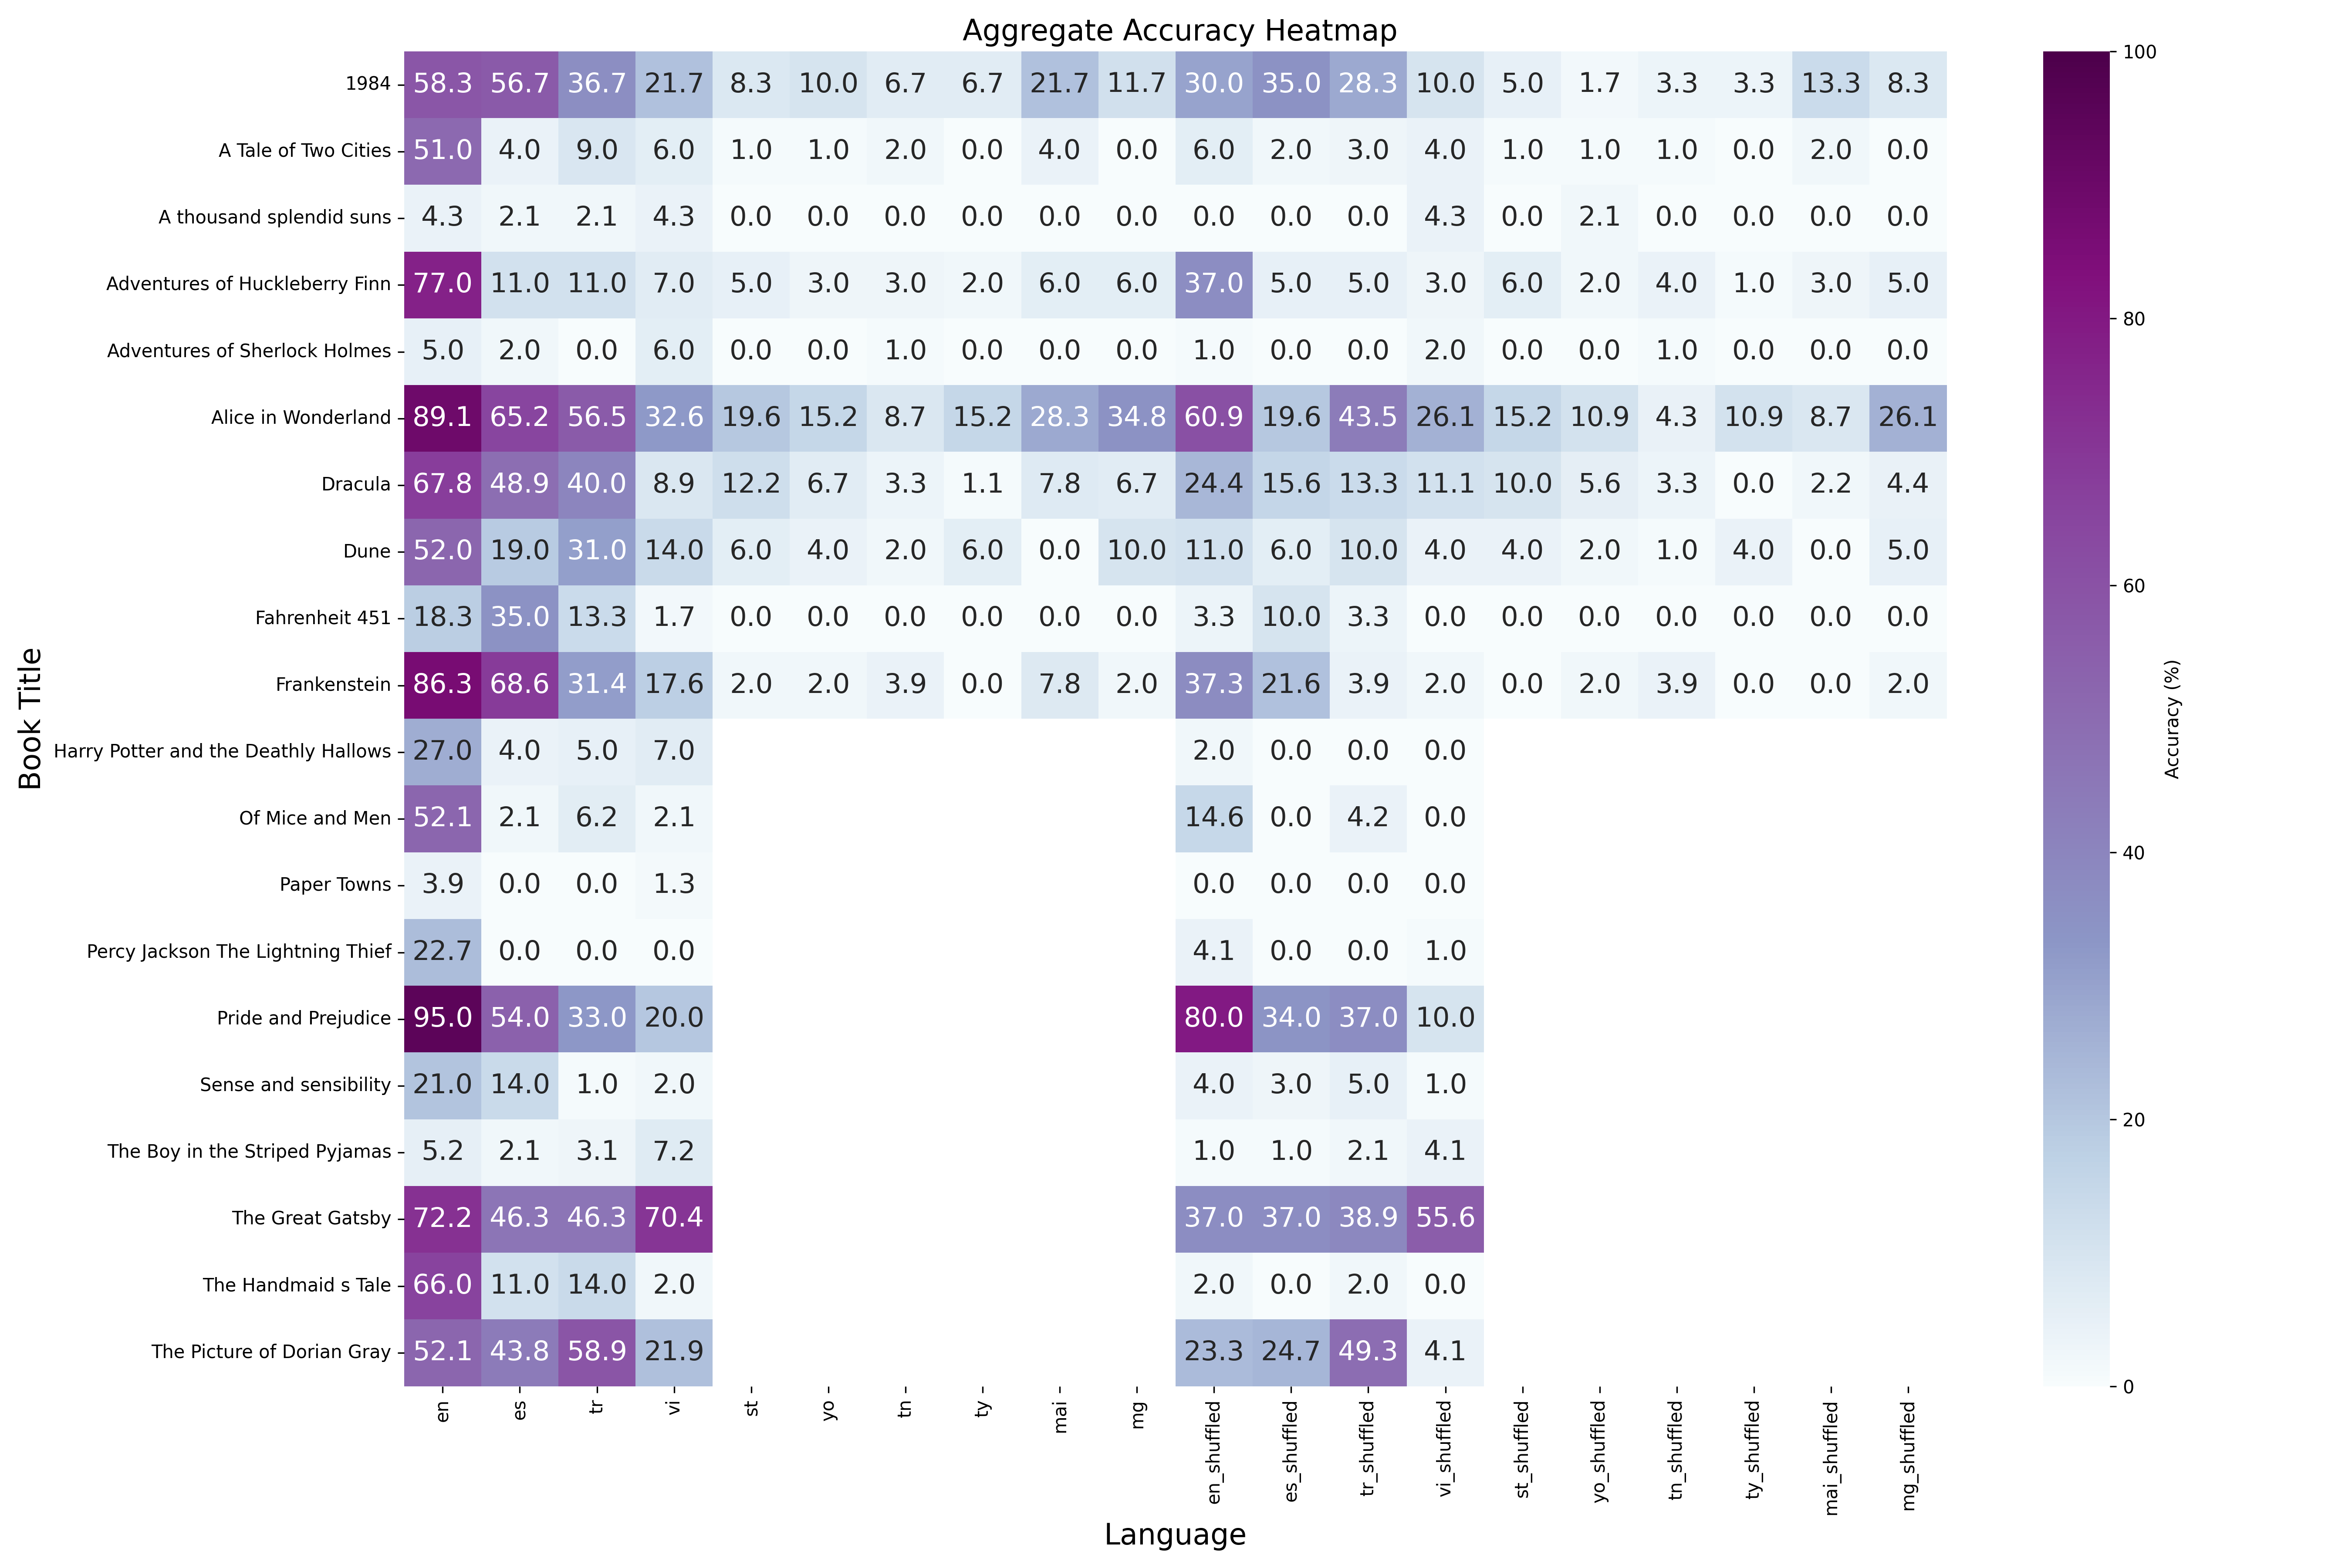 Aggregate Accuracy Heatmap
1984 58.3 56.7 36.7 21.7 8.3 10.0 6.7 6.7 21.7 11.7 30.0 35.0 28.3 10.0 5.0 1.7 3.3 3.3 13.3 8.3
A Tale of Two Cities 51.0 4.0 9.0 6.0 1.0 1.0 2.0 0.0 4.0 0.0 6.0 2.0 3.0 4.0 1.0 1.0 1.0 0.0 2.0 0.0
A thousand splendid suns 4.3 2.1 2.1 4.3 0.0 0.0 0.0 0.0 0.0 0.0 0.0 0.0 0.0 4.3 0.0 2.1 0.0 0.0 0.0 0.0
Adventures of Huckleberry Finn 77.0 11.0 11.0 7.0 5.0 3.0 3.0 2.0 6.0 6.0 37.0 5.0 5.0 3.0 6.0 2.0 4.0 1.0 3.0 5.0
Adventures of Sherlock Holmes 5.0 2.0 0.0 6.0 0.0 0.0 1.0 0.0 0.0 0.0 1.0 0.0 0.0 2.0 0.0 0.0 1.0 0.0 0.0 0.0
Alice in Wonderland 89.1 65.2 56.5 32.6 19.6 15.2 8.7 15.2 28.3 34.8 60.9 19.6 43.5 26.1 15.2 10.9 4.3 10.9 8.7 26.1
Dracula 67.8 48.9 40.0 8.9 12.2 6.7 3.3 1.1 7.8 6.7 24.4 15.6 13.3 11.1 10.0 5.6 3.3 0.0 2.2 4.4
Dune 52.0 19.0 31.0 14.0 6.0 4.0 2.0 6.0 0.0 10.0 11.0 6.0 10.0 4.0 4.0 2.0 1.0 4.0 0.0 5.0
Fahrenheit 451 18.3 35.0 13.3 1.7 0.0 0.0 0.0 0.0 0.0 0.0 3.3 10.0 3.3 0.0 0.0 0.0 0.0 0.0 0.0 0.0
Frankenstein 86.3 68.6 31.4 17.6 2.0 2.0 3.9 0.0 7.8 2.0 37.3 21.6 3.9 2.0 0.0 2.0 3.9 0.0 0.0 2.0
Harry Potter and the Deathly Hallows 27.0 4.0 5.0 7.0 2.0 0.0 0.0 0.0
Of Mice and Men 52.1 2.1 6.2 2.1 14.6 0.0 4.2 0.0
Paper Towns 3.9 0.0 0.0 1.3 0.0 0.0 0.0 0.0
Percy Jackson The Lightning Thief 22.7 0.0 0.0 0.0 4.1 0.0 0.0 1.0
Pride and Prejudice 95.0 54.0 33.0 20.0 80.0 34.0 37.0 10.0
Sense and sensibility 21.0 14.0 1.0 2.0 4.0 3.0 5.0 1.0
The Boy in the Striped Pyjamas 5.2 2.1 3.1 7.2 1.0 1.0 2.1 4.1
The Great Gatsby 72.2 46.3 46.3 70.4 37.0 37.0 38.9 55.6
The Handmaid s Tale 66.0 11.0 14.0 2.0 2.0 0.0 2.0 0.0
The Picture of Dorian Gray 52.1 43.8 58.9 21.9 23.3 24.7 49.3 4.1
en es tr vi st yo tn ty mai mg en_shuffled es_shuffled tr_shuffled vi_shuffled st_shuffled yo_shuffled tn_shuffled ty_shuffled mai_shuffled mg_shuffled
Language
Book Title
100
80
60
40
20
0
Accuracy (%)